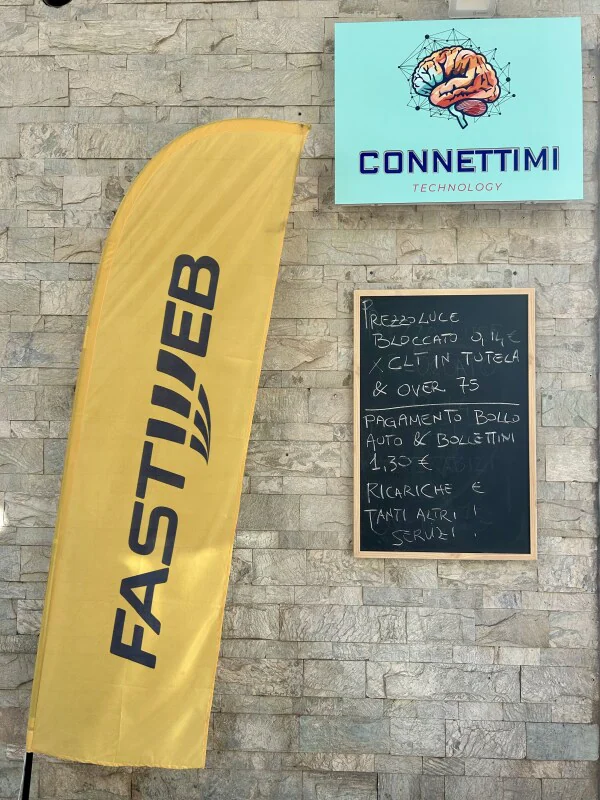 CONNETTIMI
TECHNOLOGY
FASTWEB
PREZZO LUCE
BLOCCATO 0,14€
X CLT IN TUTELA
& OVER 75
PAGAMENTO BOLLO
AUTO & BOLLETTINI
1,30 €
RICARICHE E
TANTI ALTRI
SERVIZI !